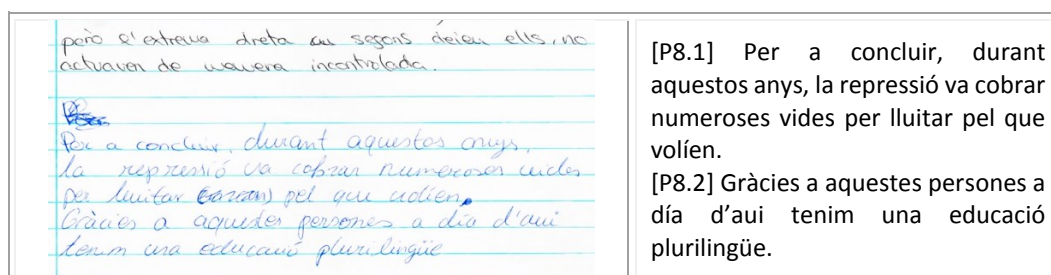 però l'extrema dreta segons deien ells, no
actuaven de manera incontrolada.
Per a concluir, durant aquestos anys,
la repressió va cobrar numeroses vides
per lluitar pel que volíen.
Gràcies a aquestes persones a día d'aui
tenim una educació plurilingüe
[P8.1] Per a concluir, durant
aquestos anys, la repressió va cobrar
numeroses vides per lluitar pel que
volíen.
[P8.2] Gràcies a aquestes persones a
día d'aui tenim una educació
plurilingüe.